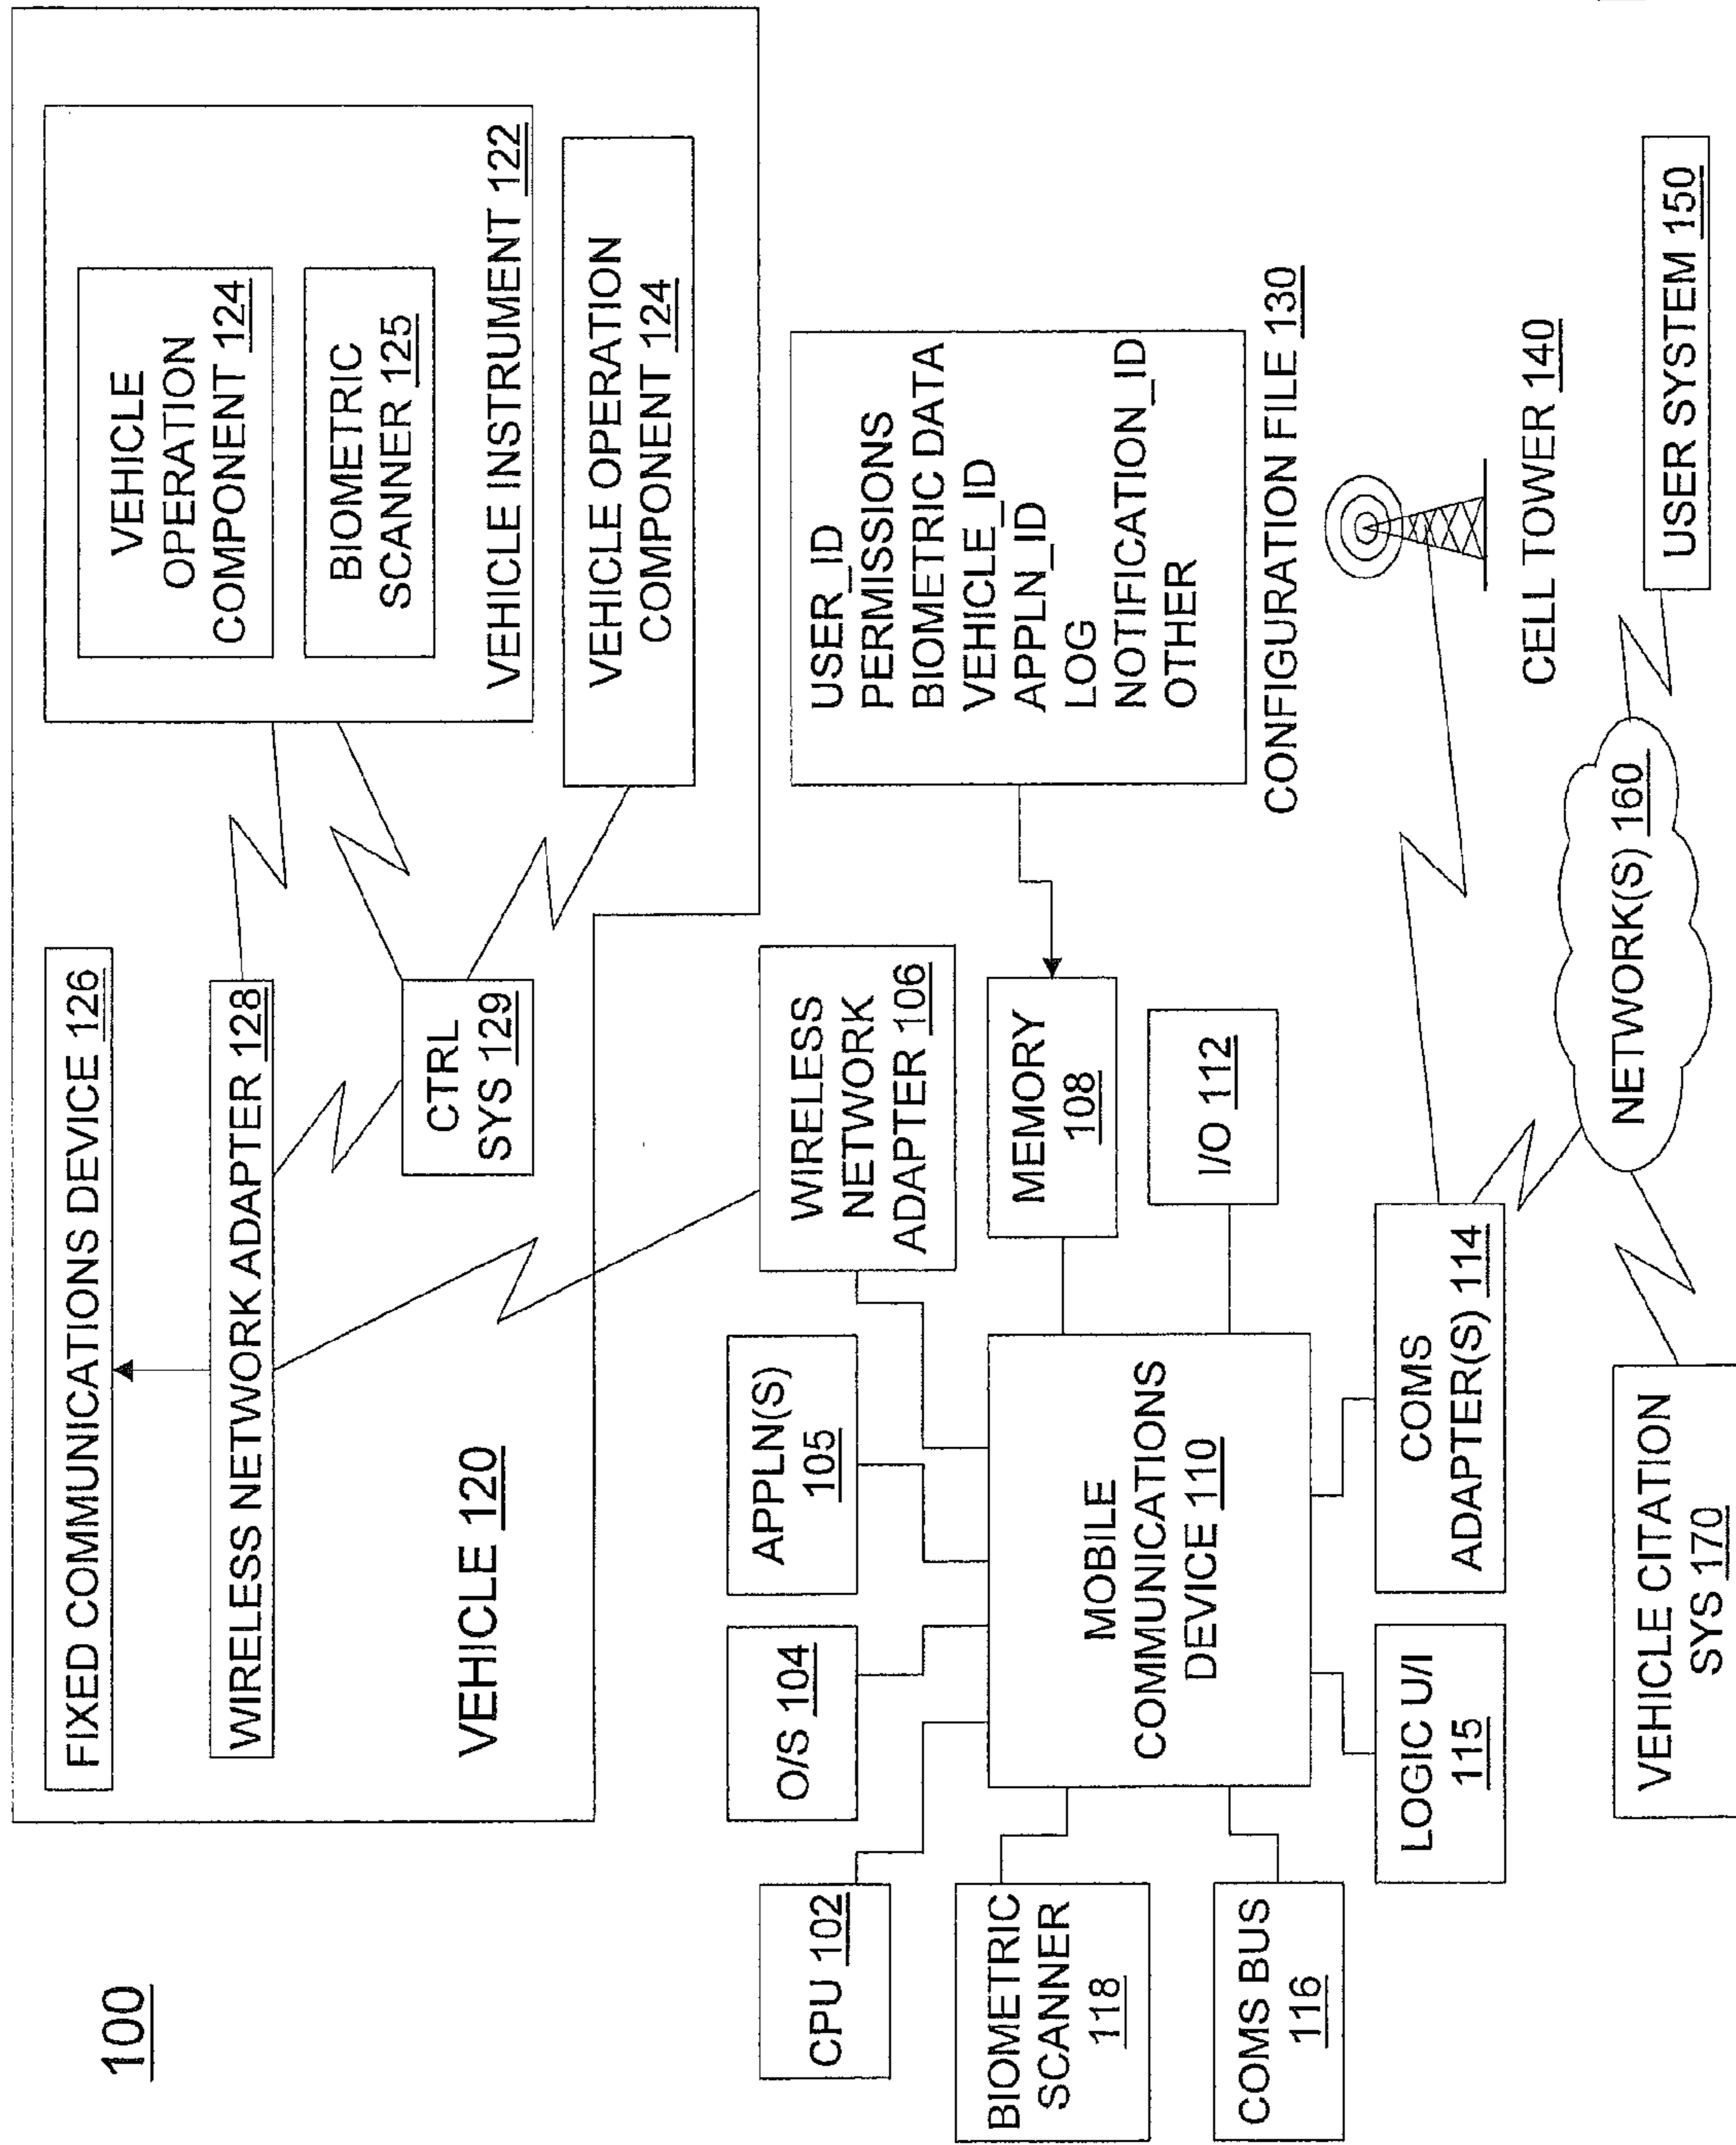 100
FIXED COMMUNICATIONS DEVICE 126
WIRELESS NETWORK ADAPTER 128
CTRL
SYS 129
VEHICLE 120
VEHICLE
OPERATION
COMPONENT 124
BIOMETRIC
SCANNER 125
VEHICLE INSTRUMENT 122
VEHICLE OPERATION
COMPONENT 124
CPU 102
O/S 104
APPLN(S)
105
WIRELESS
NETWORK
ADAPTER 106
USER_ID
PERMISSIONS
BIOMETRIC DATA
VEHICLE_ID
APPLN_ID
LOG
NOTIFICATION_ID
OTHER
CONFIGURATION FILE 130
BIOMETRIC
SCANNER
118
MOBILE
COMMUNICATIONS
DEVICE 110
MEMORY
108
I/O 112
COMS BUS
116
LOGIC U/I
115
COMS
ADAPTER(S) 114
CELL TOWER 140
VEHICLE CITATION
SYS 170
NETWORK(S) 160
USER SYSTEM 150